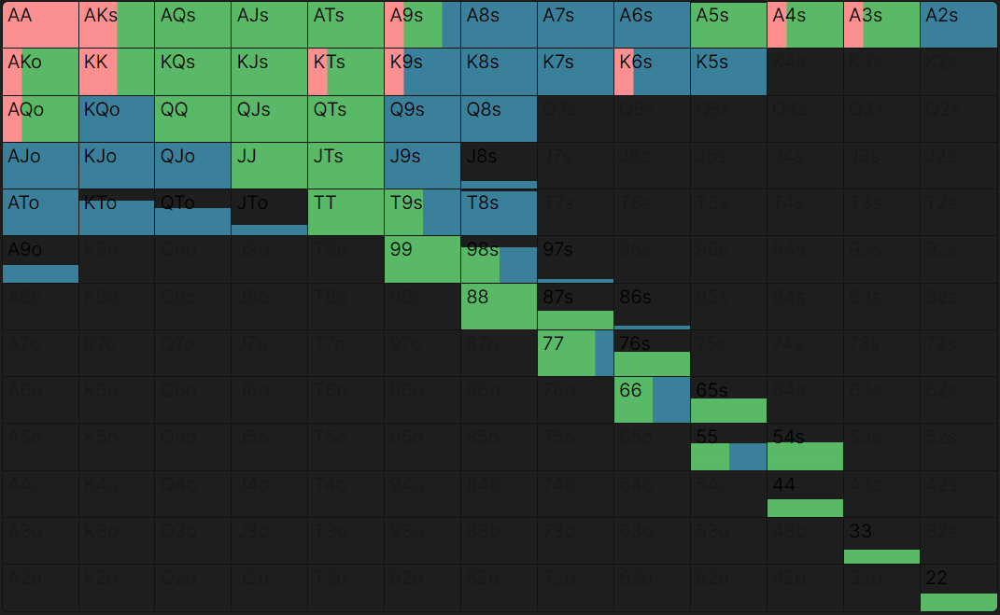 AA AKs AQs AJs ATs A9s A8s A7s A6s A5s A4s A3s A2s
AKo KK KQs KJs KTs K9s K8s K7s K6s K5s K4s K3s K2s
AQo KQo QQ QJs QTs Q9s Q8s Q7s Q6s Q5s Q4s Q3s Q2s
AJo KJo QJo JJ JTs J9s J8s J7s J6s J5s J4s J3s J2s
ATo KTo QTo JTo TT T9s T8s T7s T6s T5s T4s T3s T2s
A9o K9o Q9o J9o T9o 99 98s 97s 96s 95s 94s 93s 92s
A8o K8o Q8o J8o T8o 98o 88 87s 86s 85s 84s 83s 82s
A7o K7o Q7o J7o T7o 97o 87o 77 76s 75s 74s 73s 72s
A6o K6o Q6o J6o T6o 96o 86o 76o 66 65s 64s 63s 62s
A5o K5o Q5o J5o T5o 95o 85o 75o 65o 55 54s 53s 52s
A4o K4o Q4o J4o T4o 94o 84o 74o 64o 54o 44 43s 42s
A3o K3o Q3o J3o T3o 93o 83o 73o 63o 53o 43o 33 32s
A2o K2o Q2o J2o T2o 92o 82o 72o 62o 52o 42o 32o 22